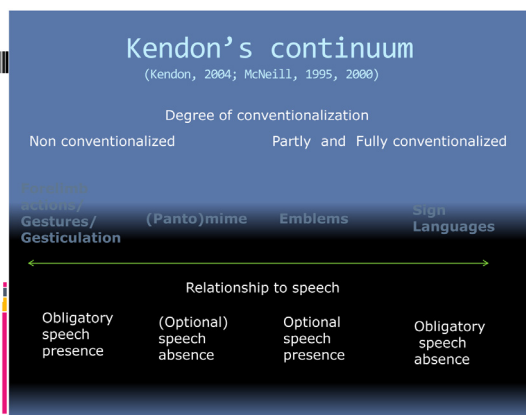 Kendon's continuum
(Kendon, 2004; McNeill, 1995, 2000)
Degree of conventionalization
Non conventionalized
Partly and Fully conventionalized
actions/
Gestures/
Gesticulation
(Panto)mime
Emblems
Sign
Languages
Relationship to speech
Obligatory
speech
presence
(Optional)
speech
absence
Optional
speech
presence
Obligatory
speech
absence